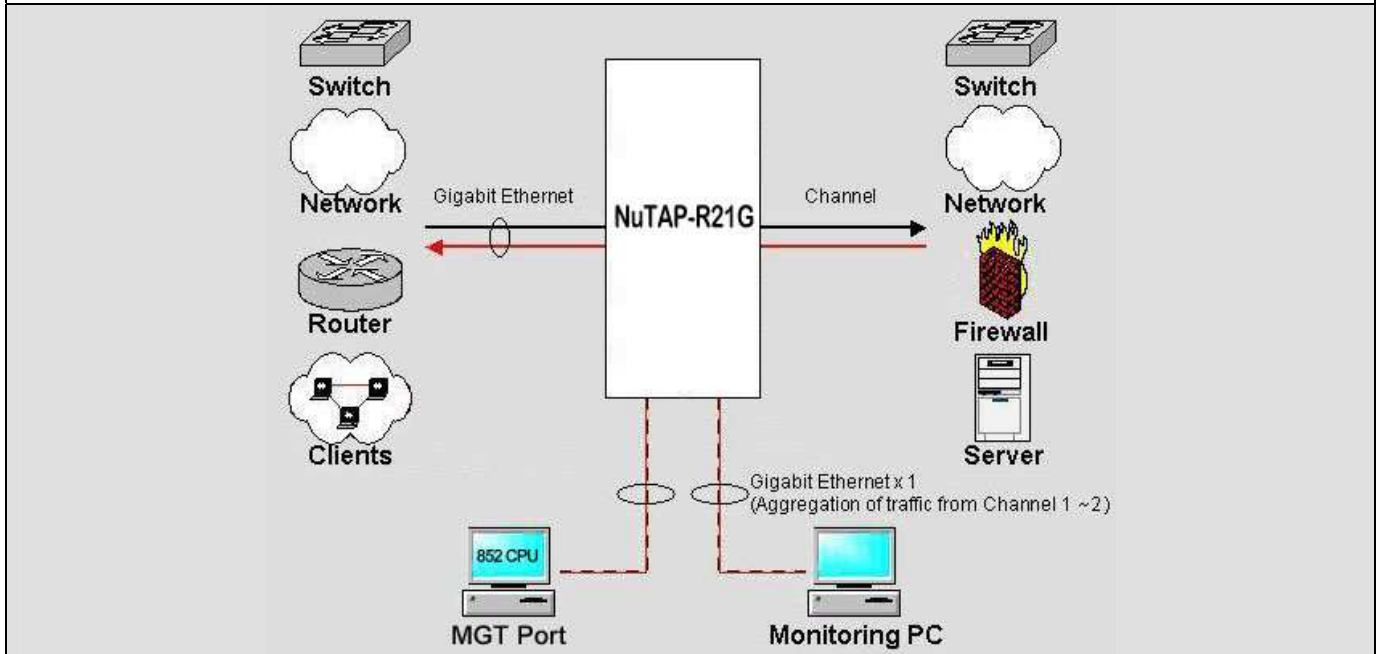 Switch
Switch
Network
Network
Gigabit Ethernet
NuTAP-R21G
Channel
Router
Firewall
Clients
Server
Gigabit Ethernet x 1
(Aggregation of traffic from Channel 1 ~2)
852 CPU
MGT Port
Monitoring PC